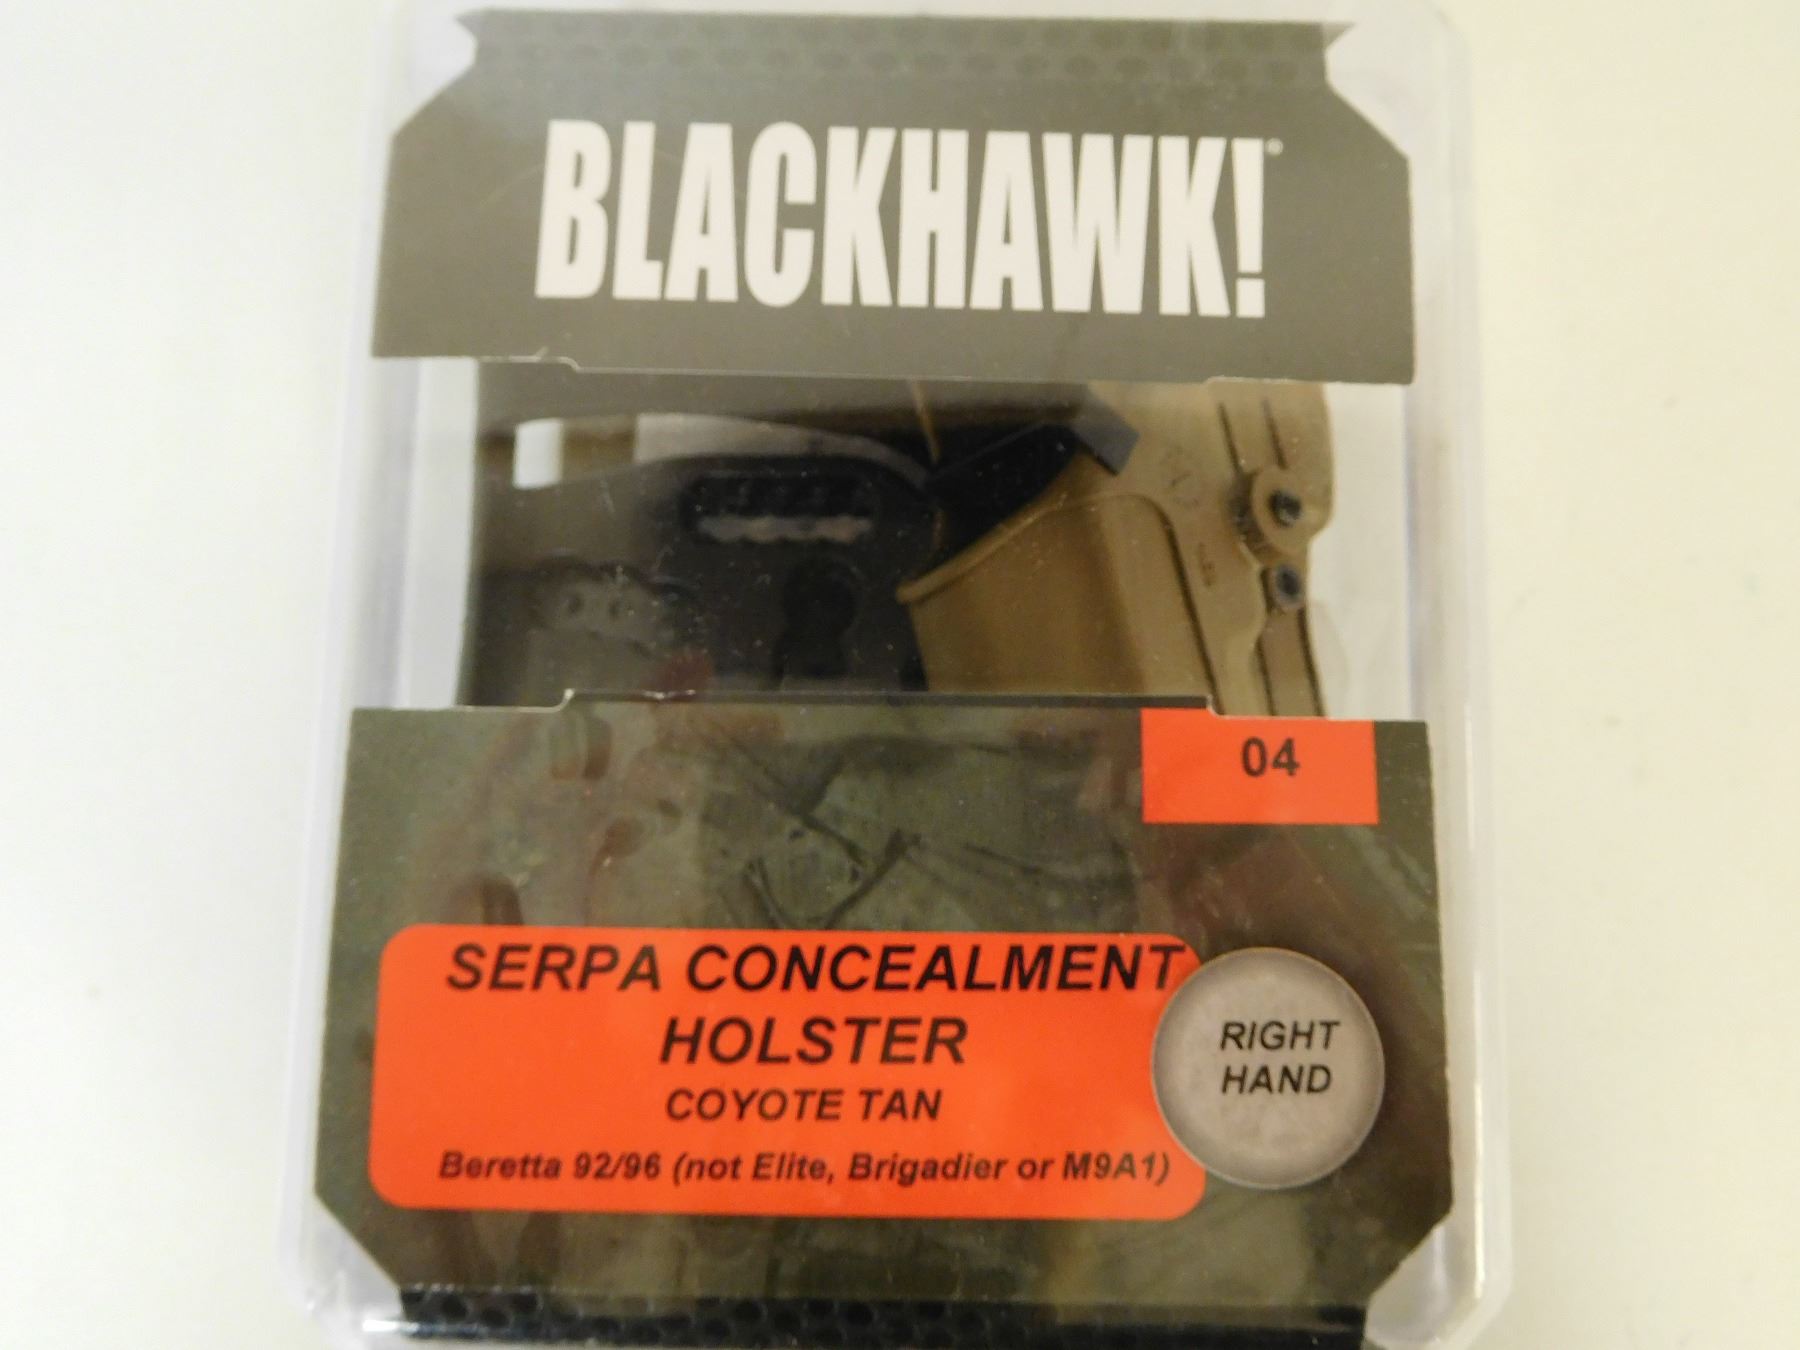 BLACKHAWK!®
04
SERPA CONCEALMENT
HOLSTER
COYOTE TAN
Beretta 92/96 (not Elite, Brigadier or M9A1)
RIGHT
HAND